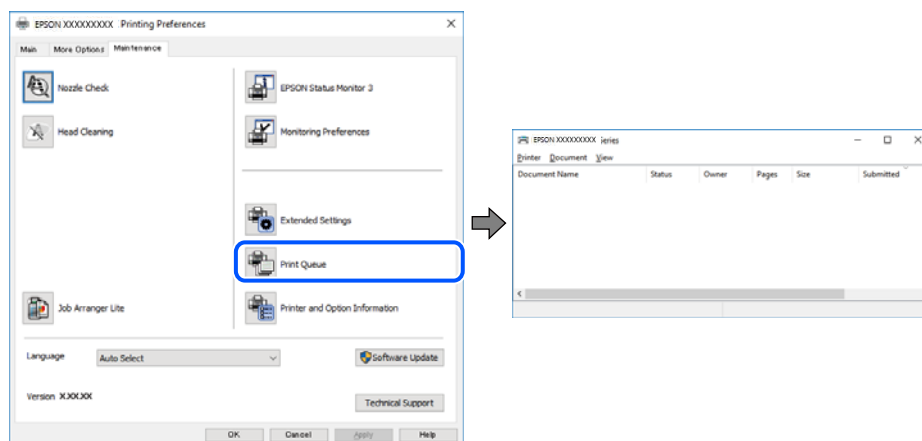 EPSON XXXXXXXXX Printing Preferences
Main More Options Maintenance
Nozzle Check
EPSON Status Monitor 3
Head Cleaning
Monitoring Preferences
Extended Settings
Print Queue
Job Arranger Lite
Printer and Option Information
Language Auto Select
Software Update
Version X.XX.XX
Technical Support
OK Cancel Apply Help
EPSON XXXXXXXXX ieries
Printer Document View
Document Name Status Owner Pages Size Submitted